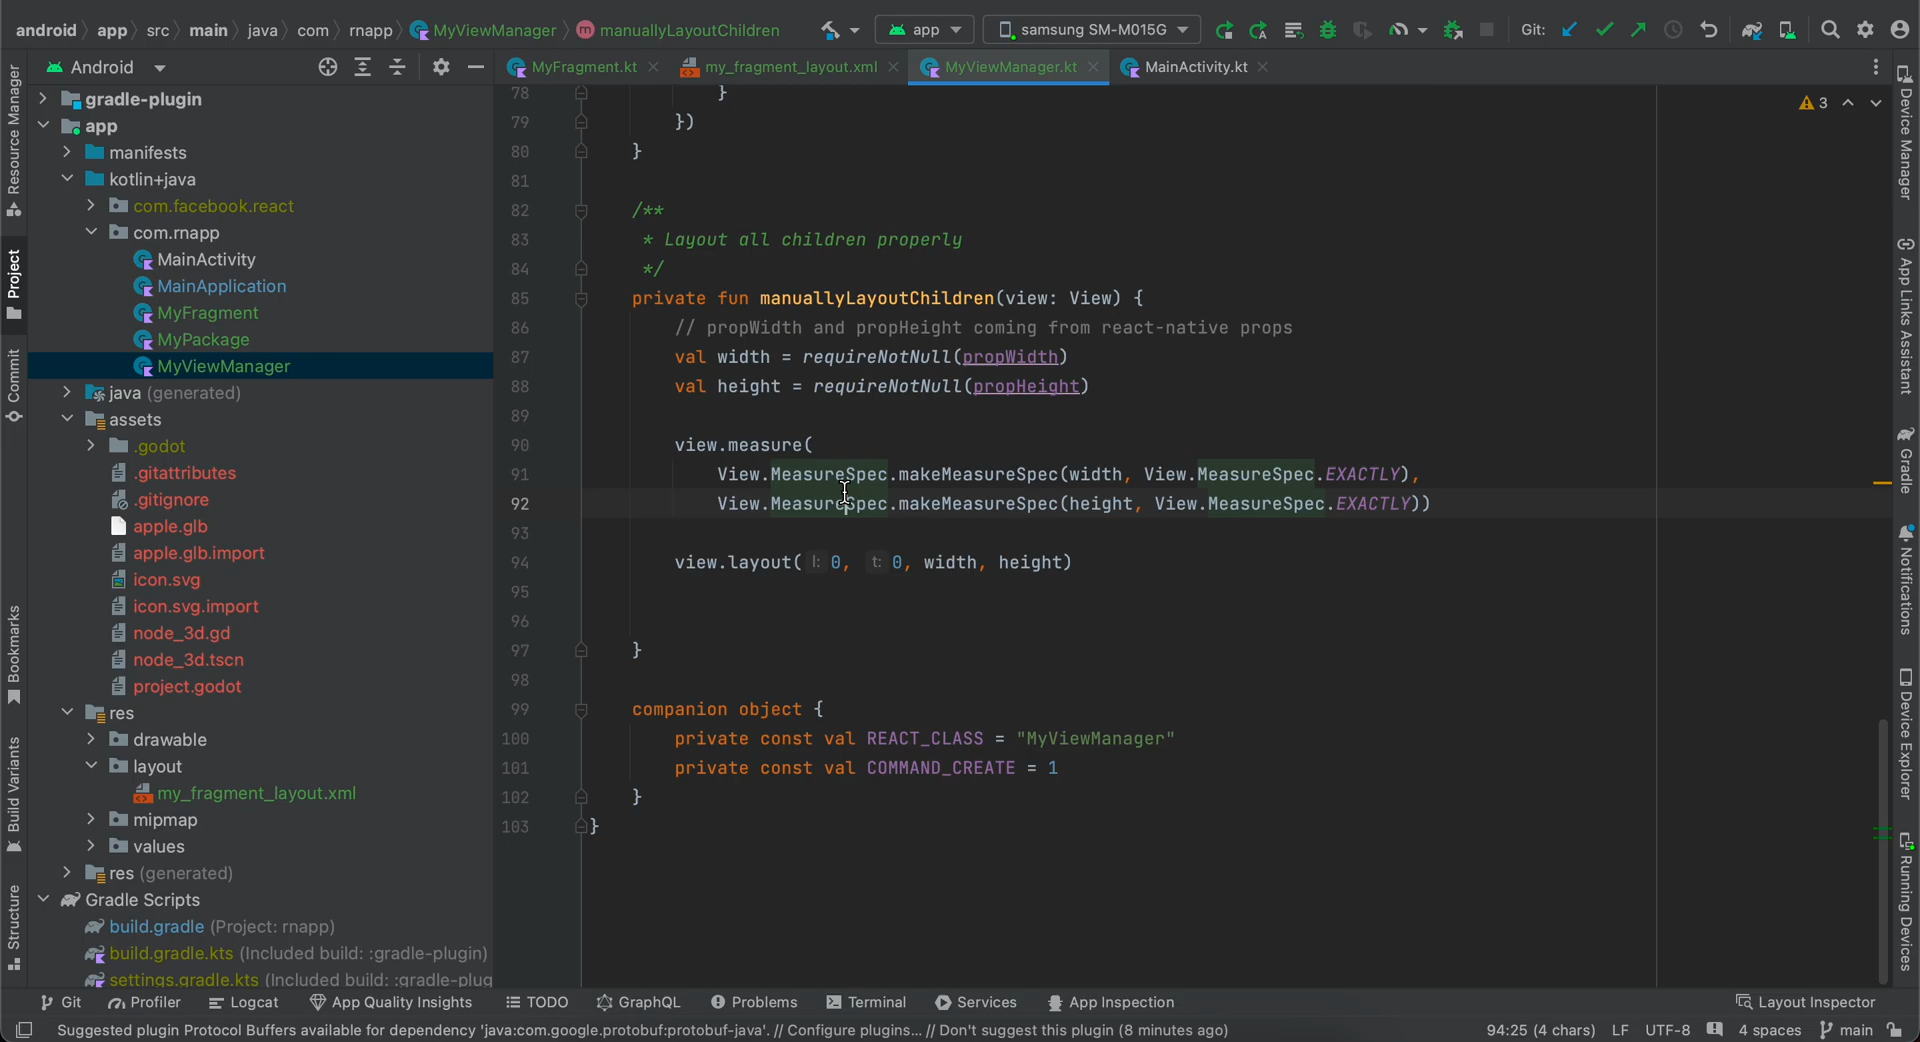 android app src main java com rnapp MyViewManager manuallyLayoutChildren app samsung SM-M015G Git:
Android
MyFragment.kt my_fragment_layout.xml MyViewManager.kt MainActivity.kt
Resource Manager
Project
Commit
Bookmarks
Build Variants
Structure
gradle-plugin
app
manifests
kotlin+java
com.facebook.react
com.rnapp
MainActivity
MainApplication
MyFragment
MyPackage
MyViewManager
java (generated)
assets
.godot
.gitattributes
.gitignore
apple.glb
apple.glb.import
icon.svg
icon.svg.import
node_3d.gd
node_3d.tscn
project.godot
res
drawable
layout
my_fragment_layout.xml
mipmap
values
res (generated)
Gradle Scripts
build.gradle (Project: rnapp)
build.gradle.kts (Included build: :gradle-plugin)
settings.gradle.kts (Included build: :gradle-plug
78 }
79 })
80 }
81
82 /**
83 * Layout all children properly
84 */
85 private fun manuallyLayoutChildren(view: View) {
86 // propWidth and propHeight coming from react-native props
87 val width = requireNotNull(propWidth)
88 val height = requireNotNull(propHeight)
89
90 view.measure(
91 View.MeasureSpec.makeMeasureSpec(width, View.MeasureSpec.EXACTLY),
92 View.MeasureSpec.makeMeasureSpec(height, View.MeasureSpec.EXACTLY))
93
94 view.layout( l: 0, t: 0, width, height)
95
96
97 }
98
99 companion object {
100 private const val REACT_CLASS = "MyViewManager"
101 private const val COMMAND_CREATE = 1
102 }
103 }
3
Device Manager
App Links Assistant
Gradle
Notifications
Device Explorer
Running Devices
Git Profiler Logcat App Quality Insights TODO GraphQL Problems Terminal Services App Inspection Layout Inspector
Suggested plugin Protocol Buffers available for dependency 'java:com.google.protobuf:protobuf-java'. // Configure plugins... // Don't suggest this plugin (8 minutes ago) 94:25 (4 chars) LF UTF-8 4 spaces main